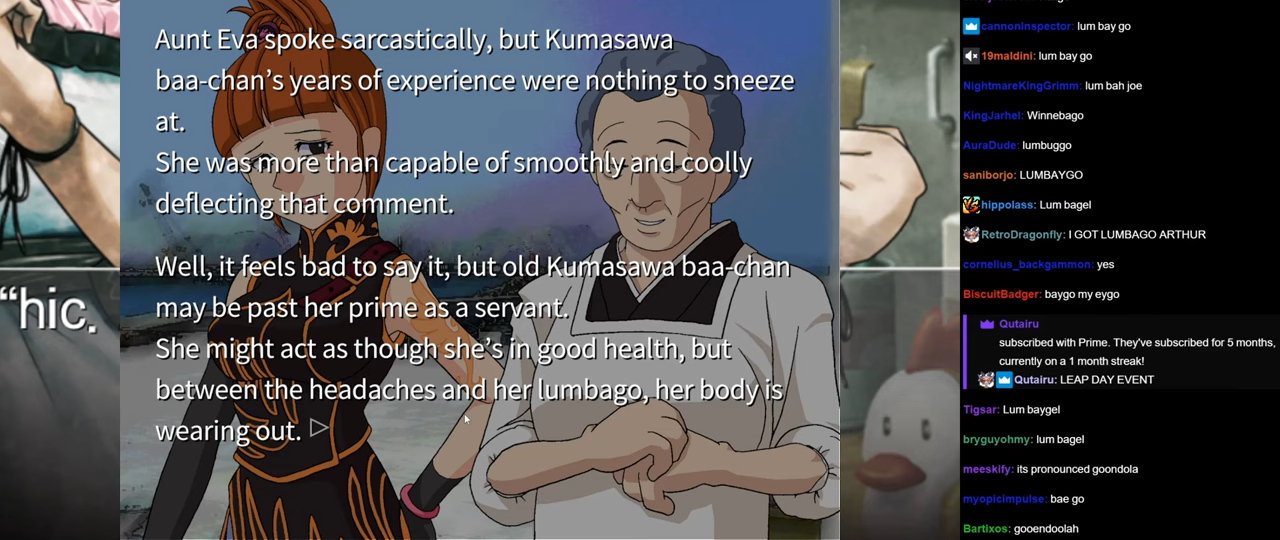 Aunt Eva spoke sarcastically, but Kumasawa
baa-chan's years of experience were nothing to sneeze
at.
She was more than capable of smoothly and coolly
deflecting that comment.
Well, it feels bad to say it, but old Kumasawa baa-chan
may be past her prime as a servant.
She might act as though she's in good health, but
between the headaches and her lumbago, her body is
wearing out.
"hic.
cannoninspector: lum bay go
19maldini: lum bay go
NightmareKingGrimm: lum bah joe
KingJarhel: Winnebago
AuraDude: lumbuggo
saniborjo: LUMBAYGO
hippolass: Lum bagel
RetroDragonfly: I GOT LUMBAGO ARTHUR
cornelius_backgammon: yes
BiscuitBadger: baygo my eygo
Qutairu
subscribed with Prime. They've subscribed for 5 months,
currently on a 1 month streak!
Qutairu: LEAP DAY EVENT
Tigsar: Lum baygel
bryguyohmy: lum bagel
meeskify: its pronounced goondola
myopicimpulse: bae go
Bartixos: gooendoolah